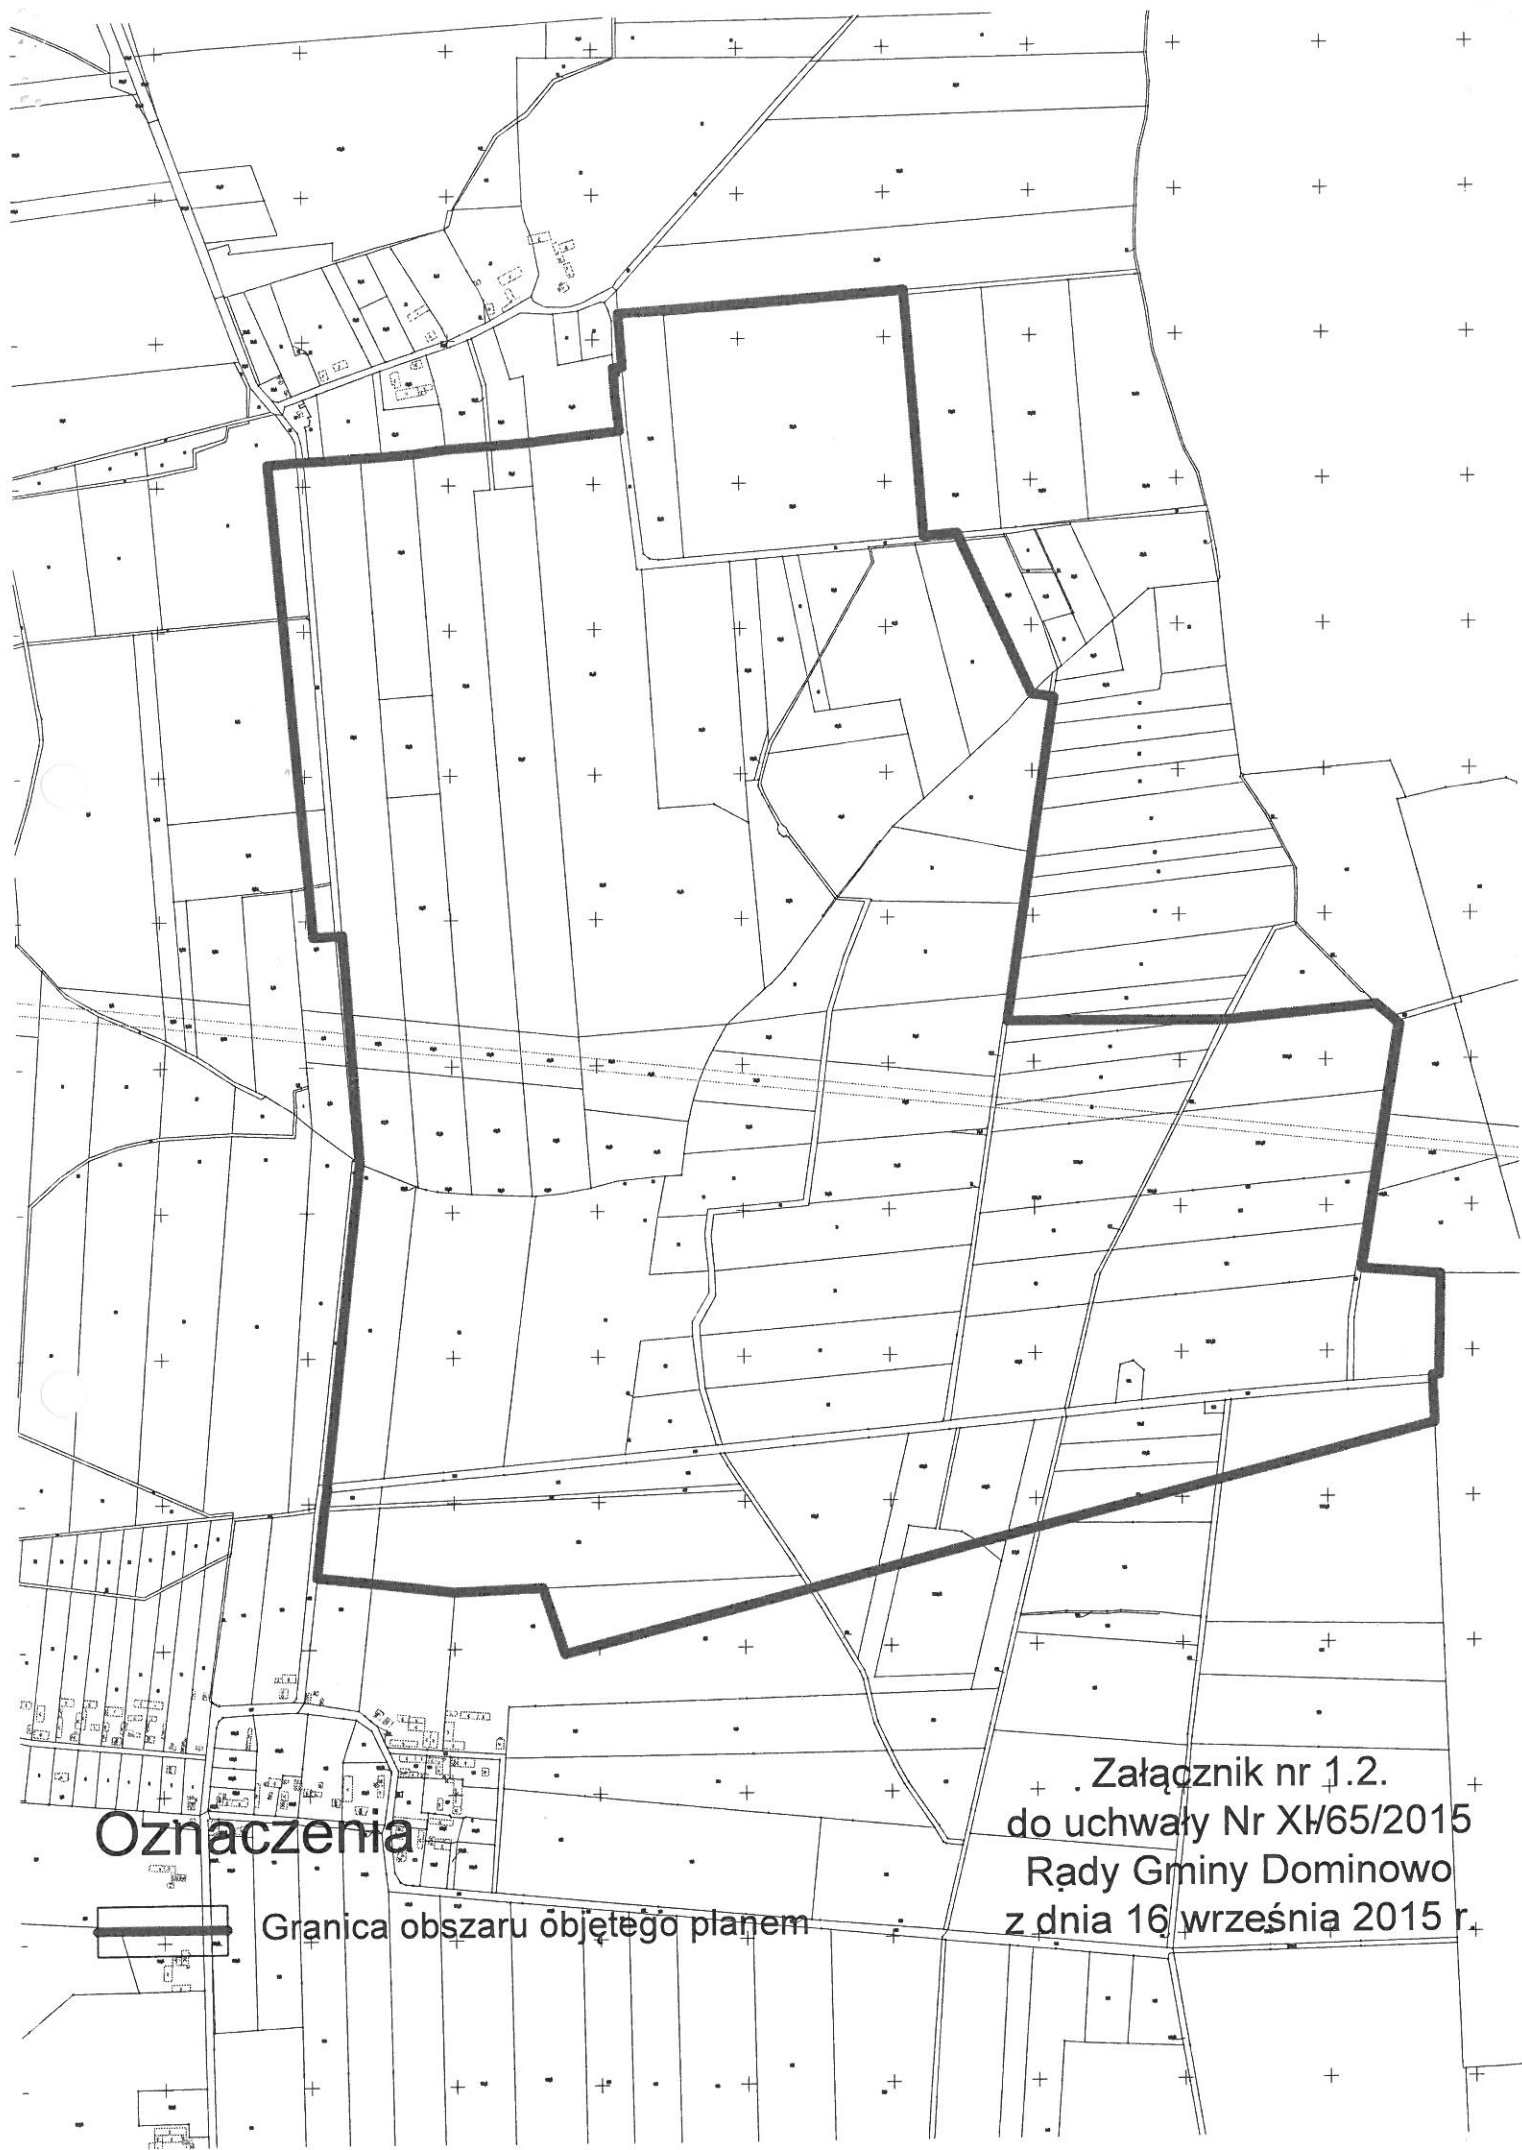 Załącznik nr 1.2.
do uchwały Nr XI/65/2015
Rady Gminy Dominowo
z dnia 16 września 2015 r.
Oznaczenia
Granica obszaru objętego planem